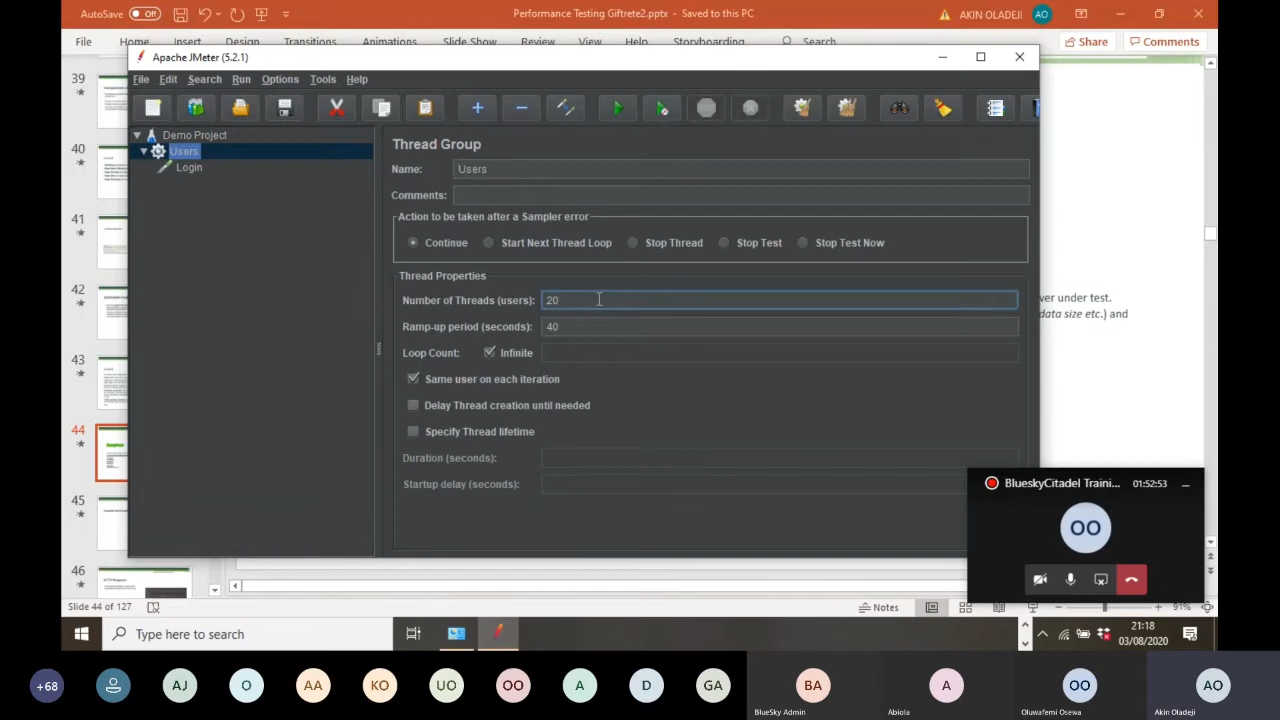 AutoSave Off
Performance Testing Giftrete2.pptx - Saved to this PC
AKIN OLADEJI AO
File Home Insert Design Transitions Animations Slide Show Review View Help Storyboarding Search Share Comments
Apache JMeter (5.2.1)
File Edit Search Run Options Tools Help
39
40
41
42
43
44
45
46
Demo Project
Users
Login
Thread Group
Name: Users
Comments:
Action to be taken after a Sampler error
Continue Start Next Thread Loop Stop Thread Stop Test Stop Test Now
Thread Properties
Number of Threads (users): 20
Ramp-up period (seconds): 40
Loop Count: Infinite
Same user on each iteration
Delay Thread creation until needed
Specify Thread lifetime
Duration (seconds):
Startup delay (seconds):
ver under test.
data size etc.) and
BlueskyCitadel Traini... 01:52:53
OO
Slide 44 of 127
Notes
91%
Type here to search
21:18
03/08/2020
+68 AJ O AA KO UO OO A D GA BA A OO AO
BlueSky Admin Abiola Oluwafemi Osewa Akin Oladeji